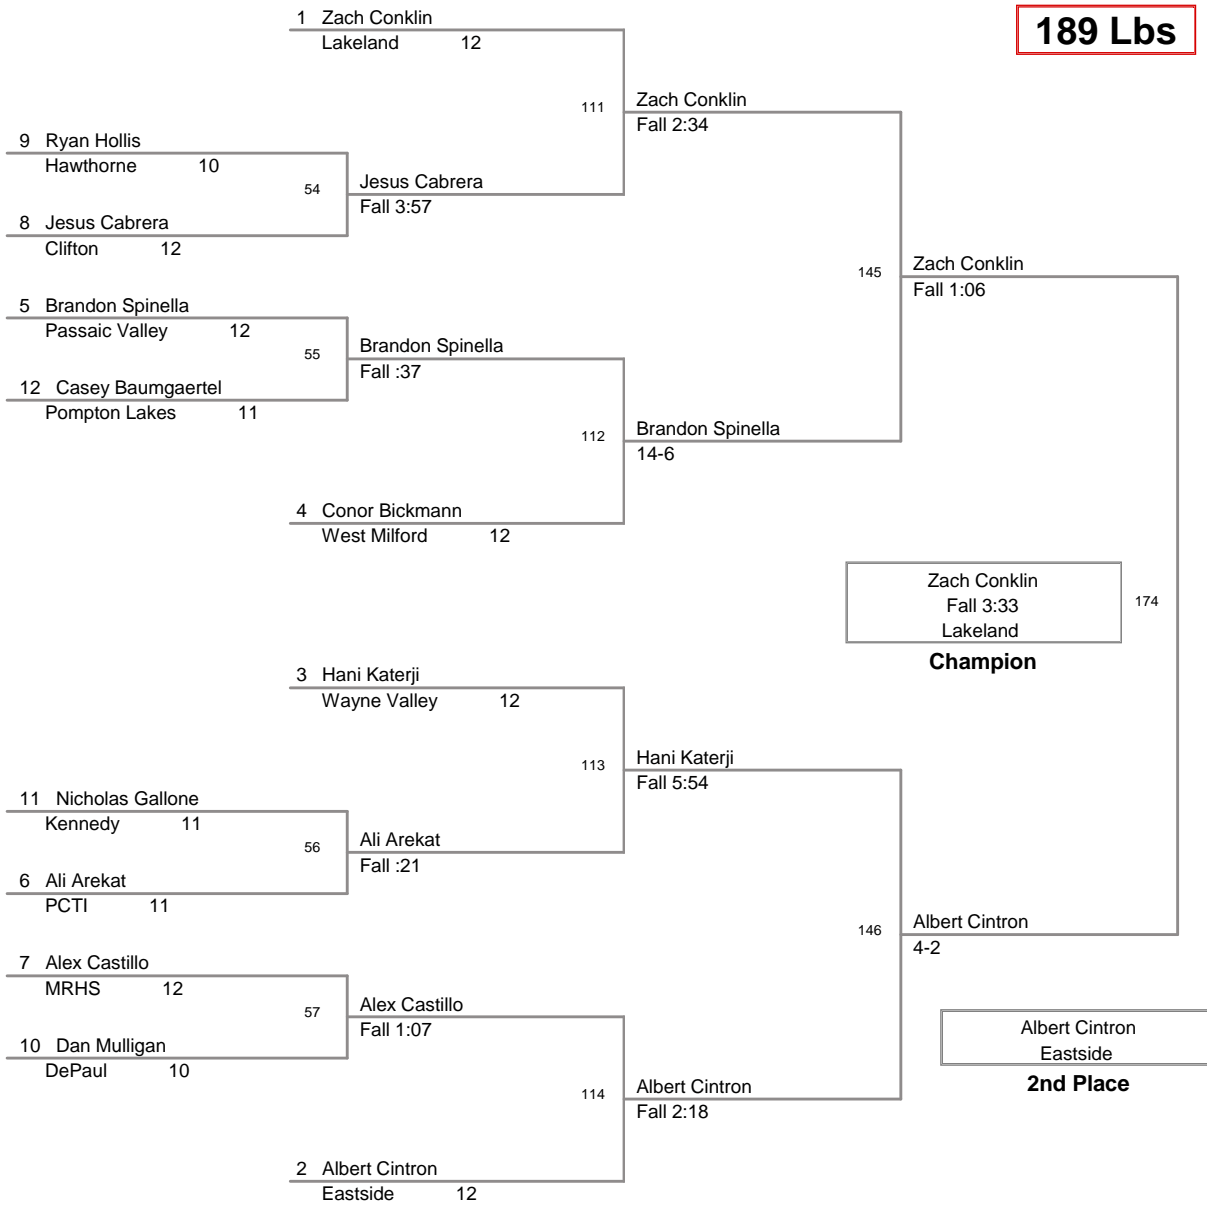 1 Zach Conklin
Lakeland 12
189 Lbs
111
Zach Conklin
Fall 2:34
9 Ryan Hollis
Hawthorne 10
54
Jesus Cabrera
Fall 3:57
8 Jesus Cabrera
Clifton 12
145
Zach Conklin
Fall 1:06
5 Brandon Spinella
Passaic Valley 12
55
Brandon Spinella
Fall :37
12 Casey Baumgaertel
Pompton Lakes 11
112
Brandon Spinella
14-6
4 Conor Bickmann
West Milford 12
Zach Conklin
Fall 3:33
Lakeland
174
Champion
3 Hani Katerji
Wayne Valley 12
113
Hani Katerji
Fall 5:54
11 Nicholas Gallone
Kennedy 11
56
Ali Arekat
Fall :21
6 Ali Arekat
PCTI 11
146
Albert Cintron
4-2
7 Alex Castillo
MRHS 12
57
Alex Castillo
Fall 1:07
10 Dan Mulligan
DePaul 10
Albert Cintron
Eastside
2nd Place
114
Albert Cintron
Fall 2:18
2 Albert Cintron
Eastside 12